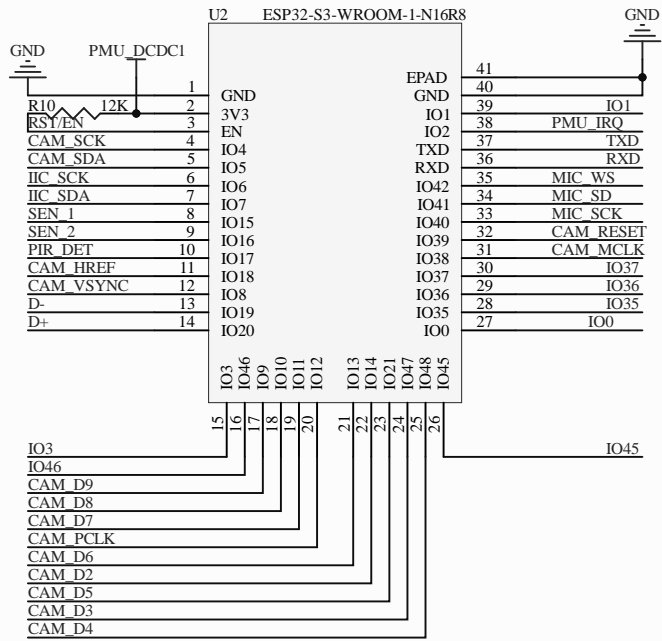 U2 ESP32-S3-WROOM-1-N16R8
GND
GND
PMU_DCDC1
R10 12K
1 GND
2 3V3
RST/EN 3 EN
CAM_SCK 4 IO4
CAM_SDA 5 IO5
IIC_SCK 6 IO6
IIC_SDA 7 IO7
SEN_1 8 IO15
SEN_2 9 IO16
PIR_DET 10 IO17
CAM_HREF 11 IO18
CAM_VSYNC 12 IO8
D- 13 IO19
D+ 14 IO20
EPAD 41
GND 40
IO1 39 IO1
IO2 38 PMU_IRQ
TXD 37 TXD
RXD 36 RXD
IO42 35 MIC_WS
IO41 34 MIC_SD
IO40 33 MIC_SCK
IO39 32 CAM_RESET
IO38 31 CAM_MCLK
IO37 30 IO37
IO36 29 IO36
IO35 28 IO35
IO0 27 IO0
IO3 IO46 IO9 IO10 IO11 IO12 IO13 IO14 IO21 IO47 IO48 IO45
15 16 17 18 19 20 21 22 23 24 25 26
IO3
IO45
IO46
CAM_D9
CAM_D8
CAM_D7
CAM_PCLK
CAM_D6
CAM_D2
CAM_D5
CAM_D3
CAM_D4